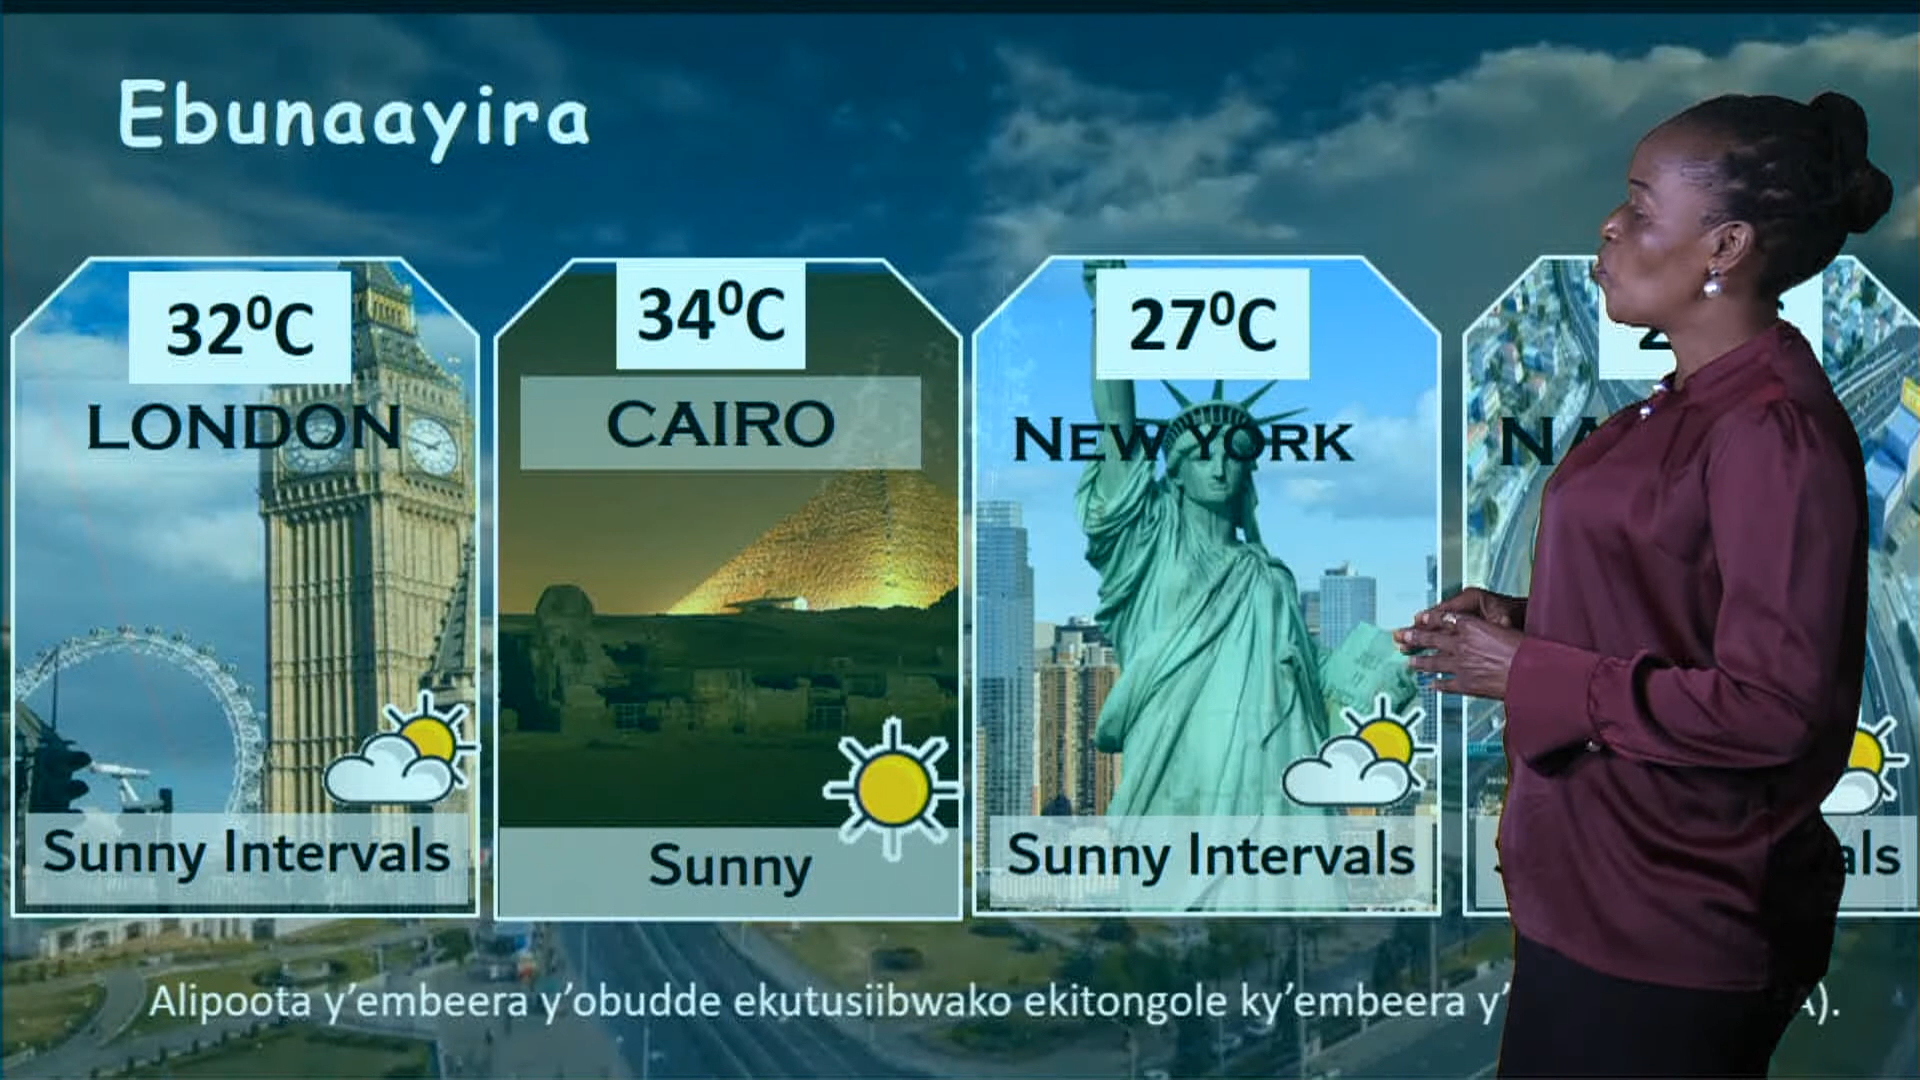 Ebunaayira
32⁰C
LONDON
Sunny Intervals
34⁰C
CAIRO
Sunny
27⁰C
NEW YORK
Sunny Intervals
Alipoota y’embeera y’obudde ekutusiibwako ekitongole ky’embeera